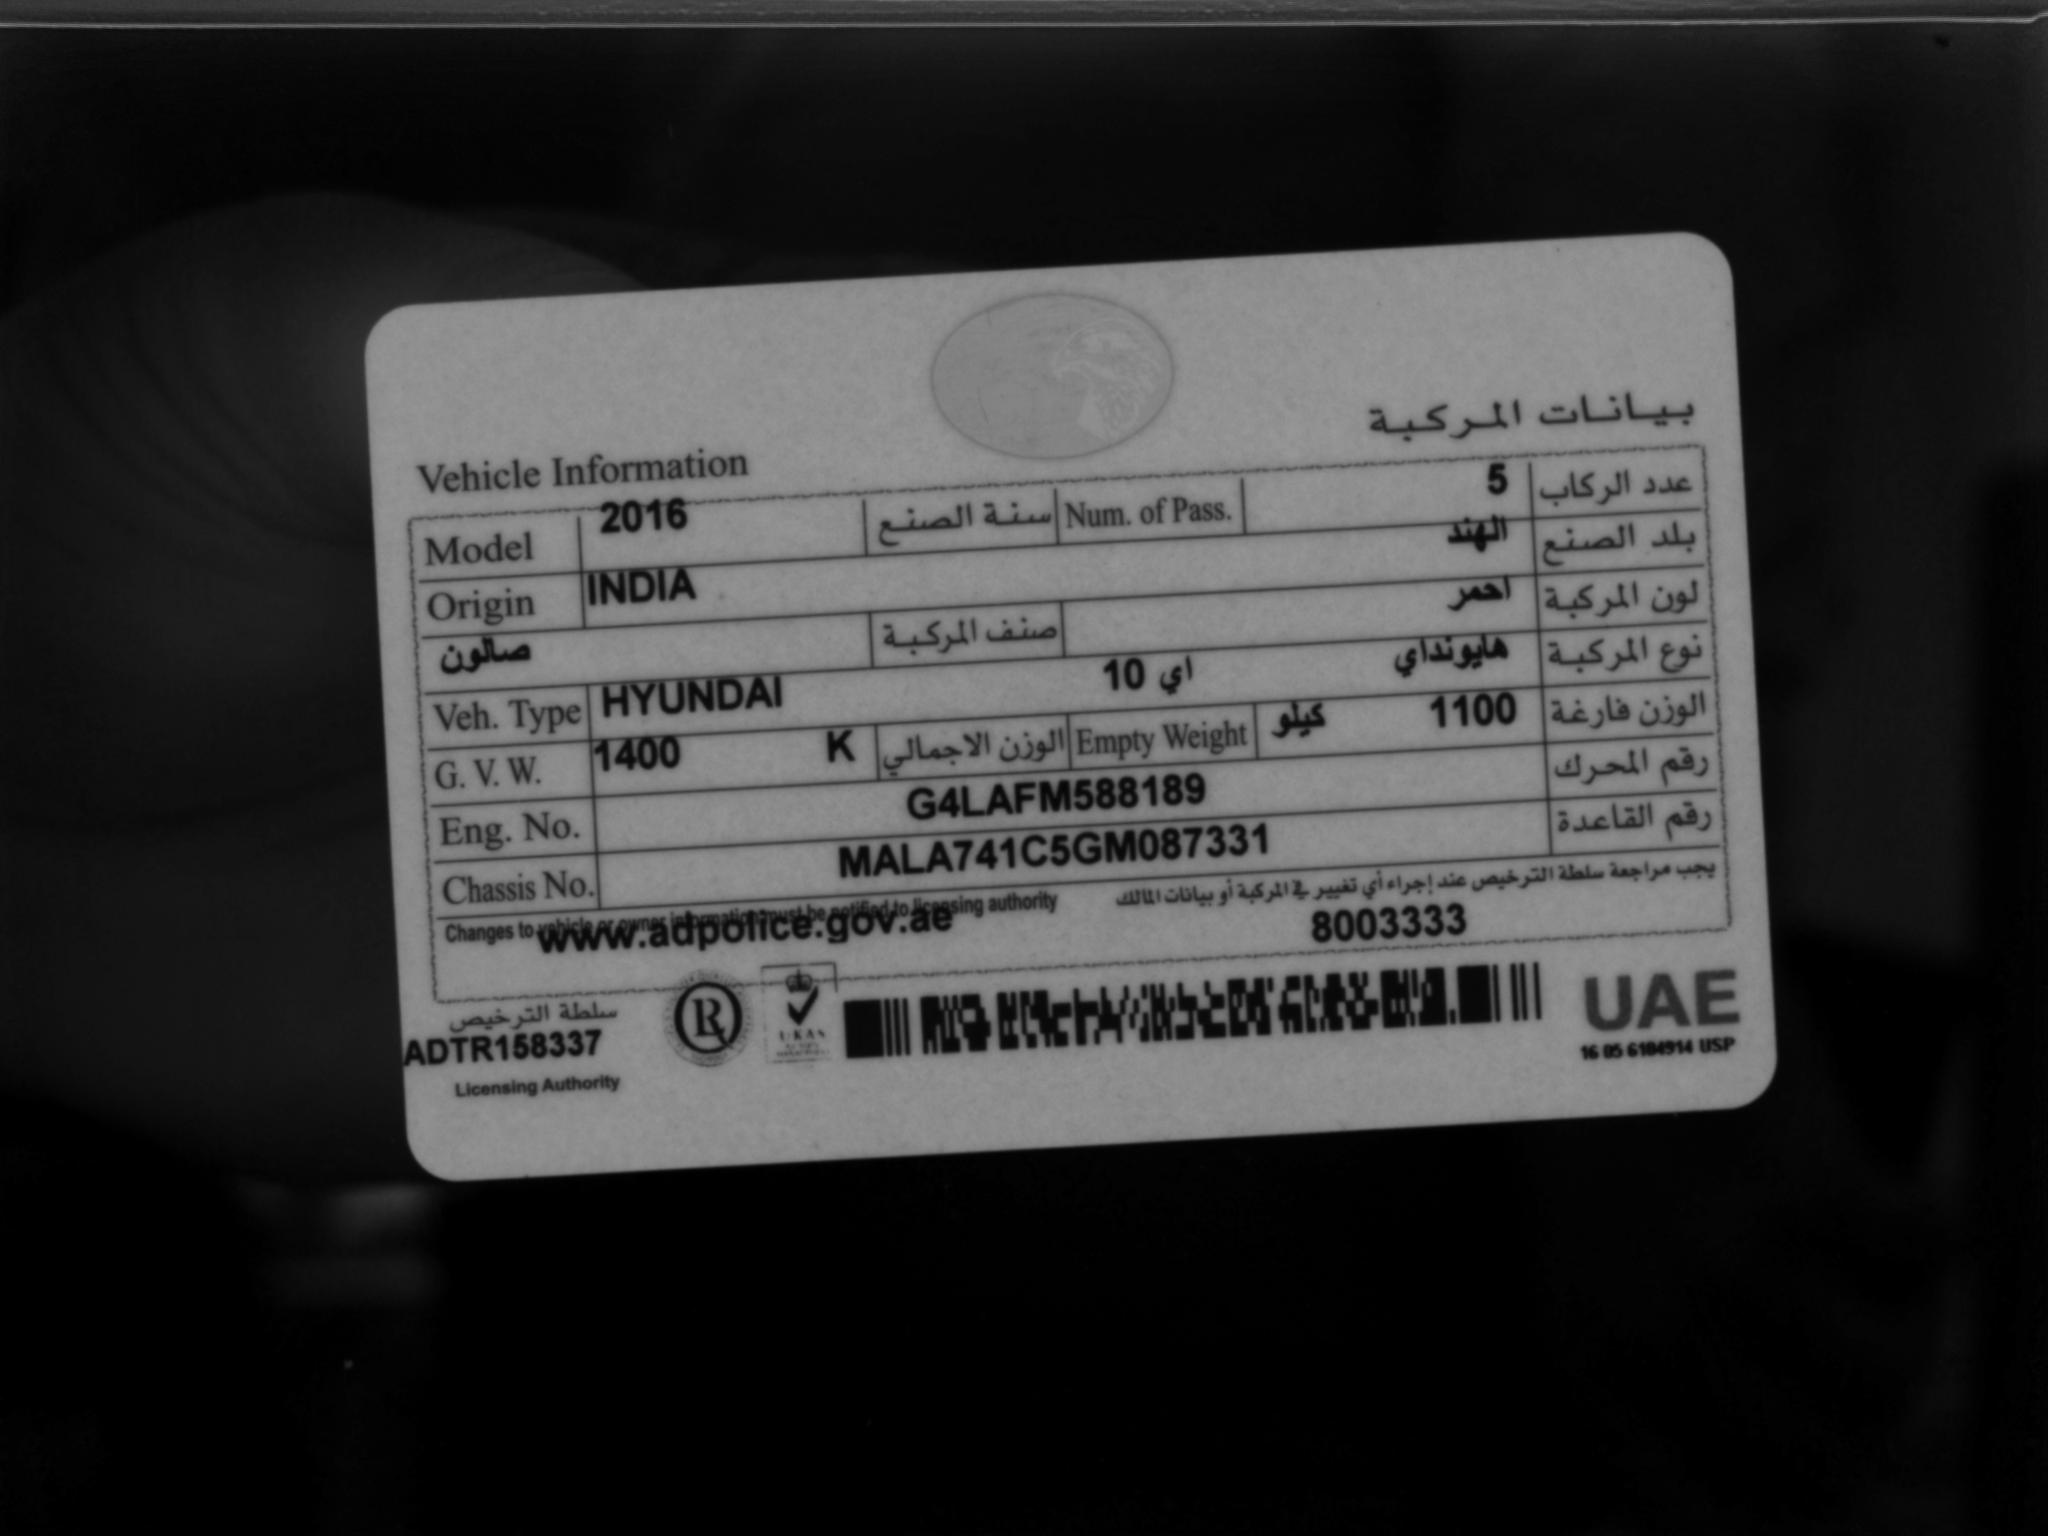 بيانات المركبة
Vehicle Information
Model 2016 سنة الصنع Num. of Pass. 5 عدد الركاب
Origin INDIA الهند بلد الصنع
صالون صنف المركبة احمر لون المركبة
Veh. Type HYUNDAI اي 10 هايونداي نوع المركبة
G. V. W. 1400 K الوزن الاجمالي Empty Weight كيلو 1100 الوزن فارغة
Eng. No. G4LAFM588189 رقم المحرك
Chassis No. MALA741C5GM087331 رقم القاعدة
يجب مراجعة سلطة الترخيص عند إجراء أي تغيير في المركبة أو بيانات المالك
Changes to vehicle or owner information must be notified to licensing authority
www.adpolice.gov.ae 8003333
سلطة الترخيص
ADTR158337
Licensing Authority
LR
UKAS
UAE
16 05 6184914 USP